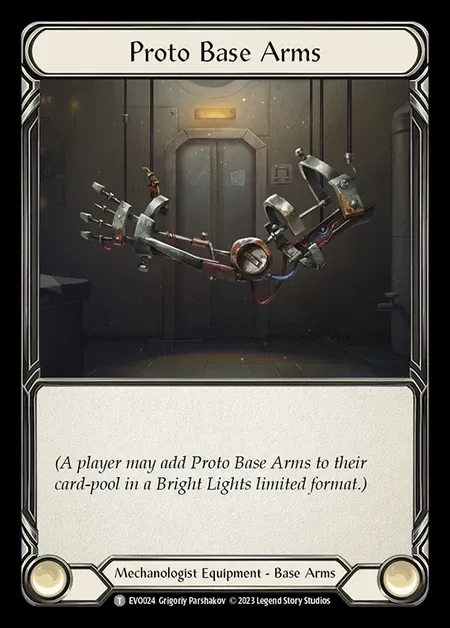 Proto Base Arms
(A player may add Proto Base Arms to their
card-pool in a Bright Lights limited format.)
Mechanologist Equipment - Base Arms
T EVO024 Grigoriy Parshakov © 2023 Legend Story Studios